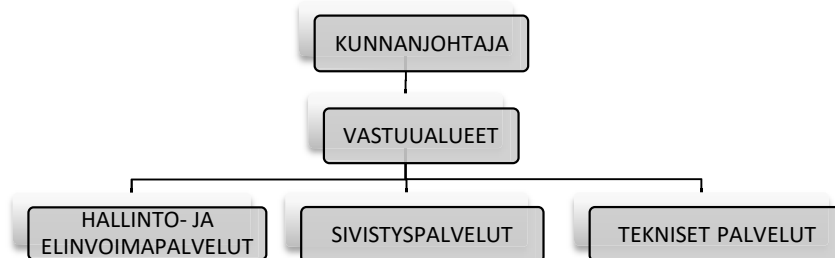 KUNNANJOHTAJA
VASTUUALUEET
HALLINTO- JA
ELINVOIMAPALVELUT
SIVISTYSPALVELUT
TEKNISET PALVELUT